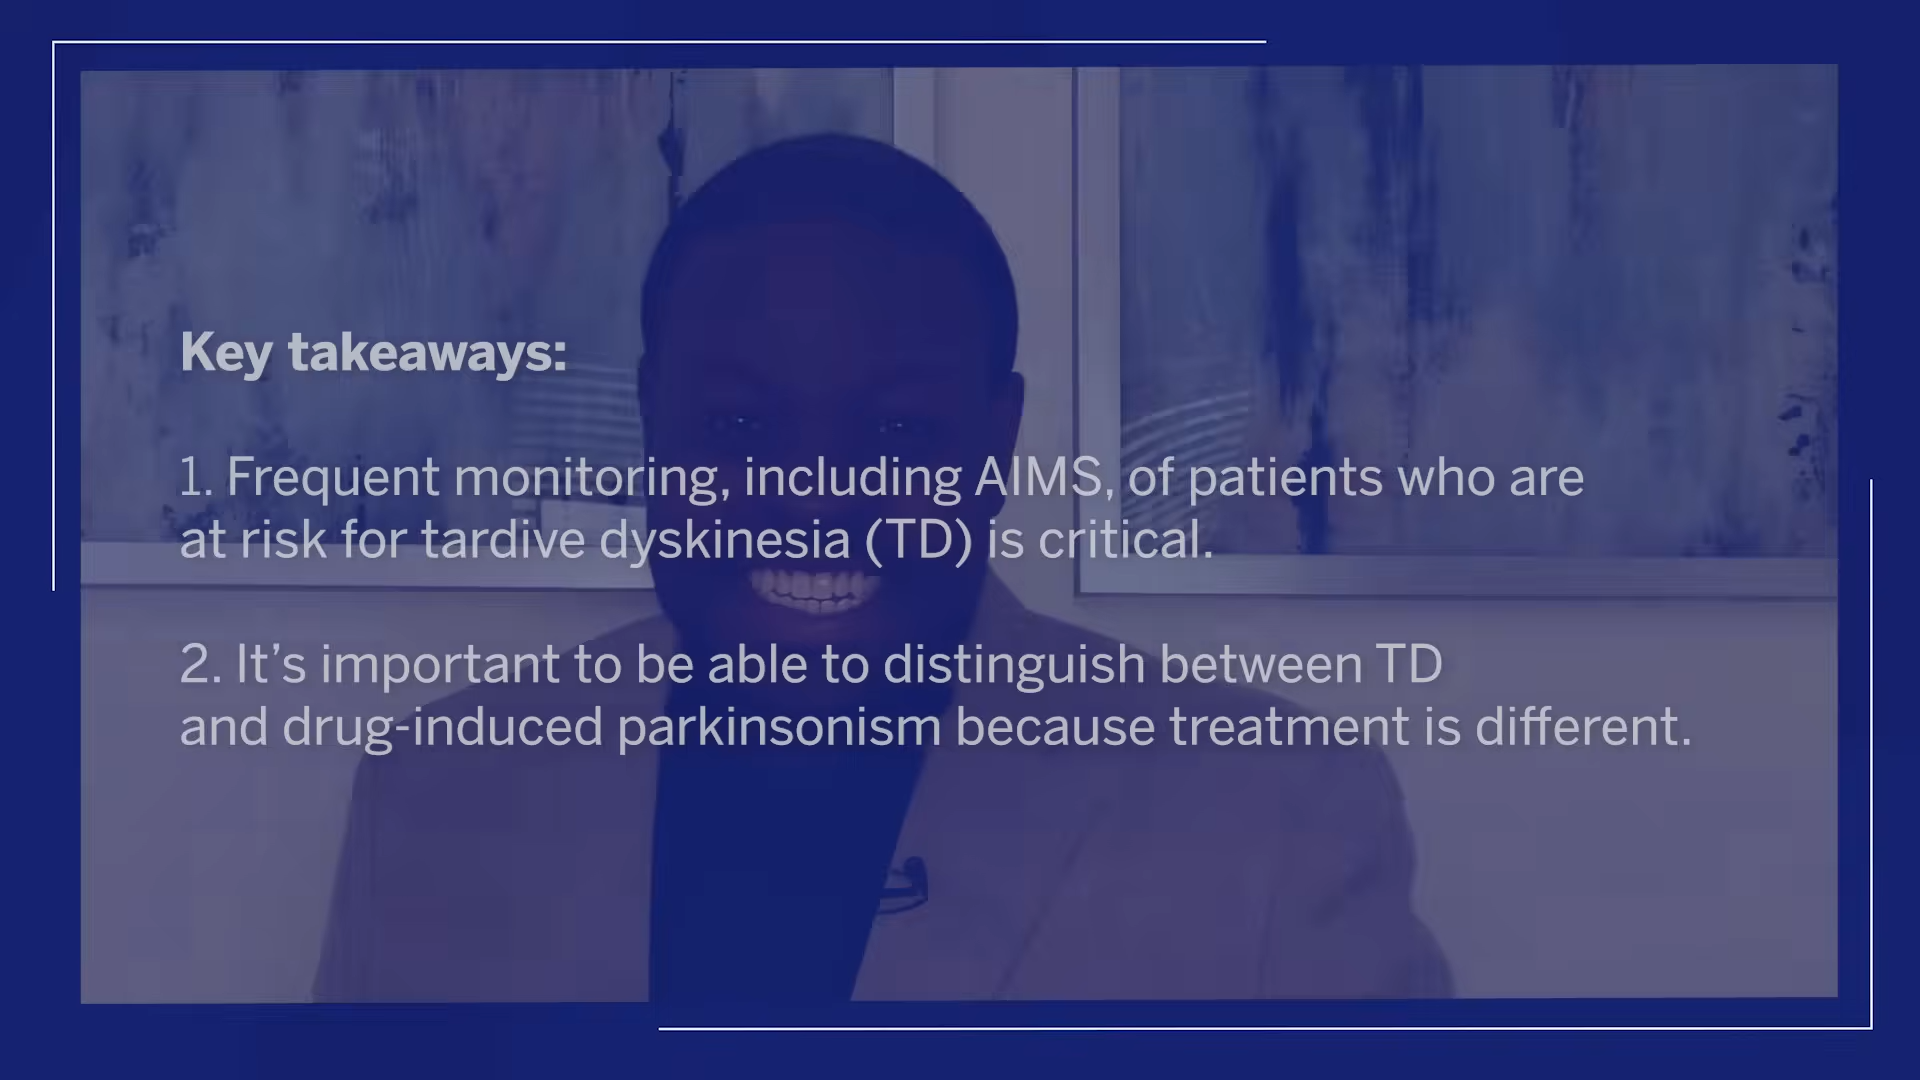 Key takeaways:
1. Frequent monitoring, including AIMS, of patients who are
at risk for tardive dyskinesia (TD) is critical.
2. It’s important to be able to distinguish between TD
and drug-induced parkinsonism because treatment is different.